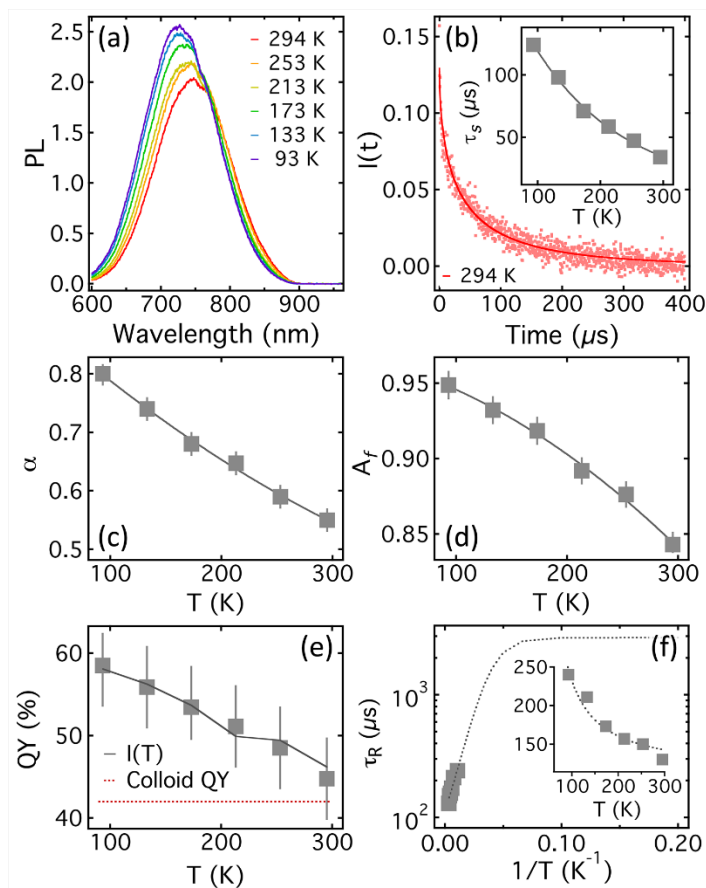 (a)
294 K
253 K
213 K
173 K
133 K
93 K
2.5
2.0
1.5
1.0
0.5
0.0
PL
600
700
800
900
Wavelength (nm)
(b)
0.15
0.10
0.05
0.00
I(t)
294 K
0
100
200
300
400
Time (μs)
100
50
τs (μs)
100
200
300
T (K)
(c)
0.8
0.7
0.6
0.5
α
100
200
300
T (K)
(d)
0.95
0.90
0.85
Af
100
200
300
T (K)
(e)
60
50
40
QY (%)
I(T)
Colloid QY
100
200
300
T (K)
(f)
10³
10²
τR (μs)
0.00
0.10
0.20
1/T (K⁻¹)
250
200
150
100
200
300
T (K)